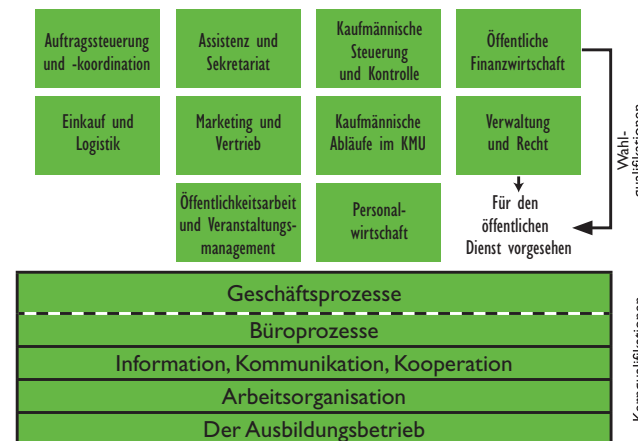 Auftragssteuerung
und -koordination
Assistenz und
Sekretariat
Kaufmännische
Steuerung
und Kontrolle
Öffentliche
Finanzwirtschaft
Einkauf und
Logistik
Marketing und
Vertrieb
Kaufmännische
Abläufe im KMU
Verwaltung
und Recht
Wahl-
qualifikationen
Öffentlichkeitsarbeit
und Veranstaltungs-
management
Personal-
wirtschaft
Für den
öffentlichen
Dienst vorgesehen
Geschäftsprozesse
Büroprozesse
Information, Kommunikation, Kooperation
Arbeitsorganisation
Der Ausbildungsbetrieb
Kernqualifikationen